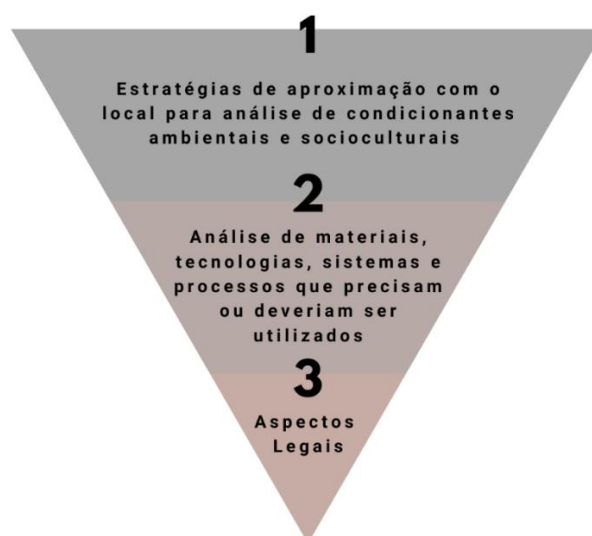 1
Estratégias de aproximação com o
local para análise de condicionantes
ambientais e socioculturais
2
Análise de materiais,
tecnologias, sistemas e
processos que precisam
ou deveriam ser
utilizados
3
Aspectos
Legais